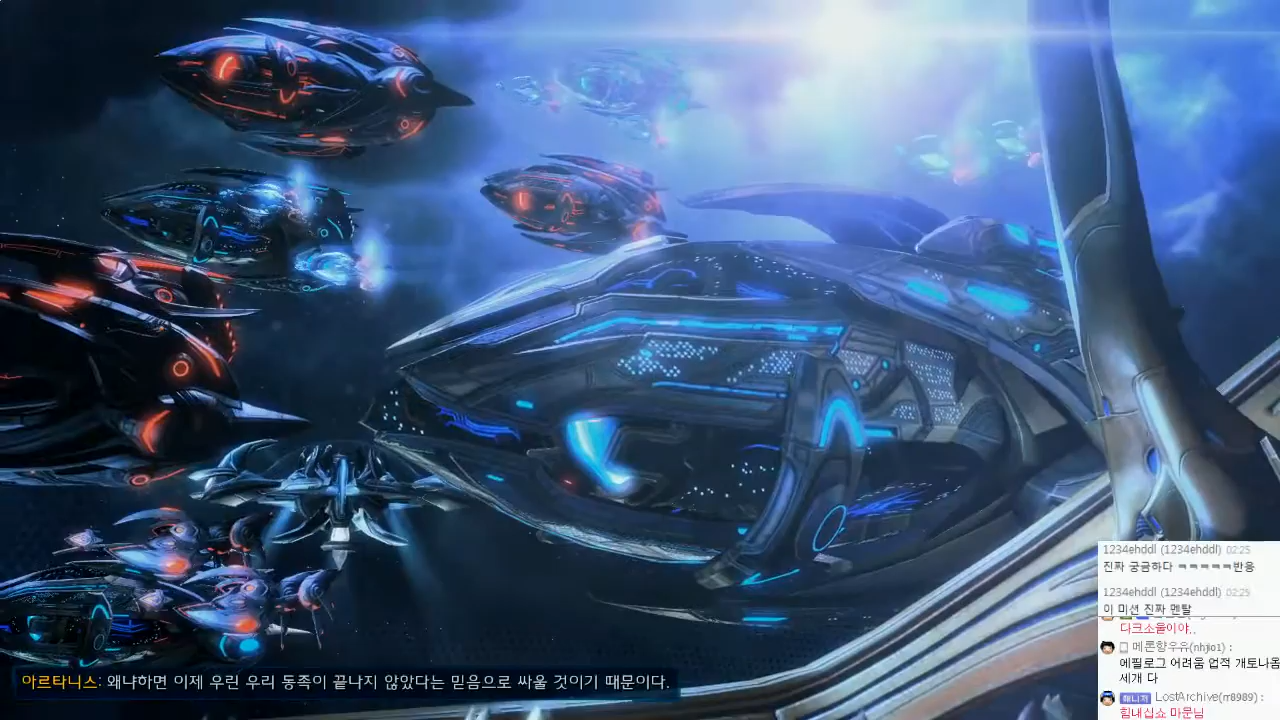 1234ehddl (1234ehddl) 02:25
진짜 궁금하다 ㅋㅋㅋㅋㅋ반응
1234ehddl (1234ehddl) 02:25
이 미션 진짜 멘탈
다크소울이야..
메론향우유(nhjio1) :
에필로그 어려움 업적 개토나옴
세개 다
매니저 LostArchive(rr8989) :
힘내십쇼 마문님
아르타니스: 왜냐하면 이제 우린 우리 동족이 끝나지 않았다는 믿음으로 싸울 것이기 때문이다.